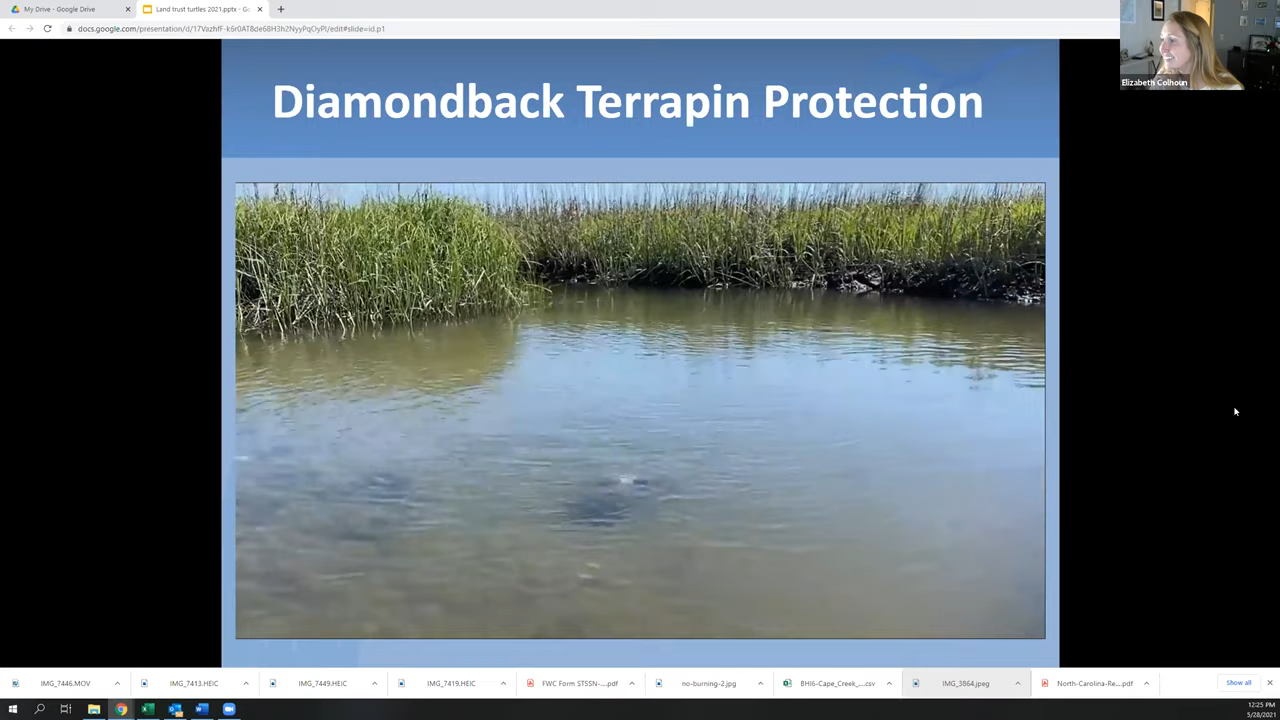 My Drive - Google Drive
Land trust turtles 2021.pptx - Go
docs.google.com/presentation/d/17VazhfF-k6r0AT8de68H3h2NyyPqOyPI/edit#slide=id.p1
Elizabeth Colhoun
Diamondback Terrapin Protection
IMG_7446.MOV
IMG_7413.HEIC
IMG_7449.HEIC
IMG_7419.HEIC
FWC Form STSSN-....pdf
no-burning-2.jpg
BHI6-Cape_Creek_....csv
IMG_3864.jpeg
North-Carolina-Re....pdf
Show all
12:25 PM
5/28/2021